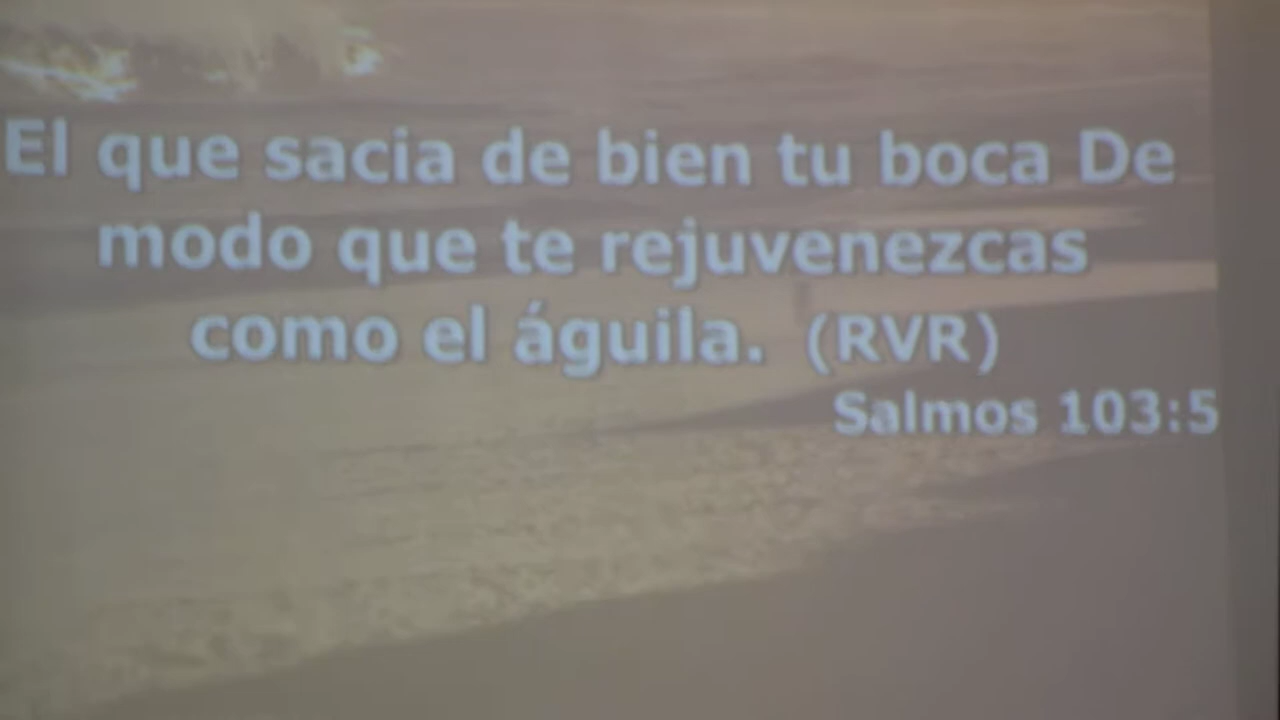 El que sacia de bien tu boca De
modo que te rejuvenezcas
como el águila. (RVR)
Salmos 103:5